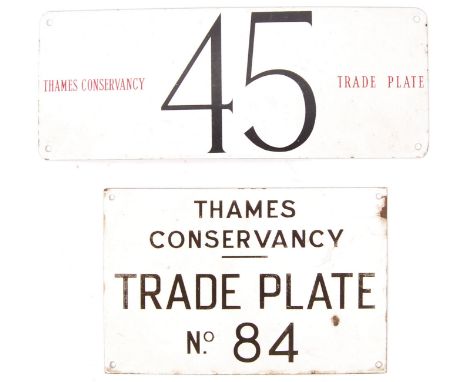 THAMES CONSERVANCY 45 TRADE PLATE
THAMES
CONSERVANCY
TRADE PLATE
No. 84